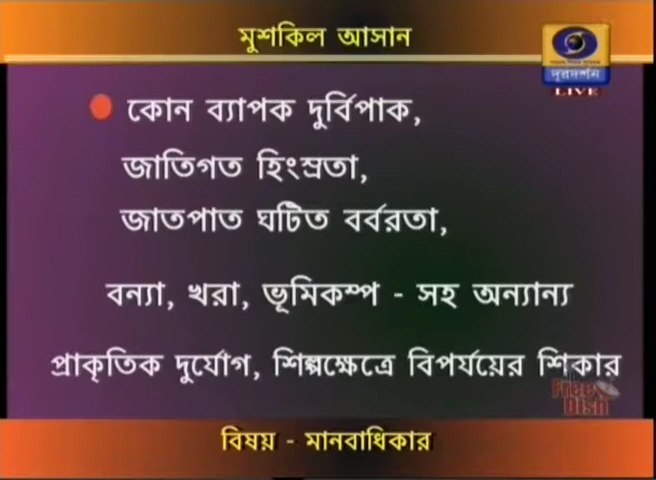 মুশকিল আসান
দূরদর্শন
LIVE
কোন ব্যাপক দুর্বিপাক,
জাতিগত হিংস্রতা,
জাতপাত ঘটিত বর্বরতা,
বন্যা, খরা, ভূমিকম্প - সহ অন্যান্য
প্রাকৃতিক দুর্যোগ, শিল্পক্ষেত্রে বিপর্যয়ের শিকার
Free
Dish
বিষয় - মানবাধিকার